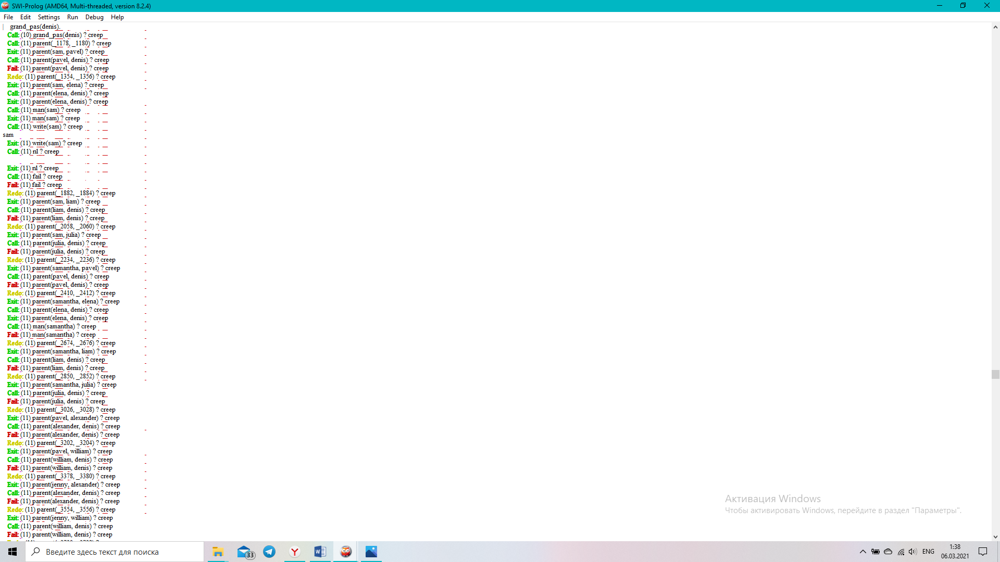 SWI-Prolog (AMD64, Multi-threaded, version 8.2.4)
File Edit Settings Run Debug Help
grand_pas(denis).
Call: (10) grand_pas(denis) ? creep
Call: (11) parent(_1178, _1180) ? creep
Exit: (11) parent(sam, pavel) ? creep
Call: (11) parent(pavel, denis) ? creep
Fail: (11) parent(pavel, denis) ? creep
Redo: (11) parent(_1354, _1356) ? creep
Exit: (11) parent(sam, elena) ? creep
Call: (11) parent(elena, denis) ? creep
Exit: (11) parent(elena, denis) ? creep
Call: (11) man(sam) ? creep
Exit: (11) man(sam) ? creep
Call: (11) write(sam) ? creep
sam
Exit: (11) write(sam) ? creep
Call: (11) nl ? creep
Exit: (11) nl ? creep
Call: (11) fail ? creep
Fail: (11) fail ? creep
Redo: (11) parent(_1882, _1884) ? creep
Exit: (11) parent(sam, liam) ? creep
Call: (11) parent(liam, denis) ? creep
Fail: (11) parent(liam, denis) ? creep
Redo: (11) parent(_2058, _2060) ? creep
Exit: (11) parent(sam, julia) ? creep
Call: (11) parent(julia, denis) ? creep
Fail: (11) parent(julia, denis) ? creep
Redo: (11) parent(_2234, _2236) ? creep
Exit: (11) parent(samantha, pavel) ? creep
Call: (11) parent(pavel, denis) ? creep
Fail: (11) parent(pavel, denis) ? creep
Redo: (11) parent(_2410, _2412) ? creep
Exit: (11) parent(samantha, elena) ? creep
Call: (11) parent(elena, denis) ? creep
Exit: (11) parent(elena, denis) ? creep
Call: (11) man(samantha) ? creep
Fail: (11) man(samantha) ? creep
Redo: (11) parent(_2674, _2676) ? creep
Exit: (11) parent(samantha, liam) ? creep
Call: (11) parent(liam, denis) ? creep
Fail: (11) parent(liam, denis) ? creep
Redo: (11) parent(_2850, _2852) ? creep
Exit: (11) parent(samantha, julia) ? creep
Call: (11) parent(julia, denis) ? creep
Fail: (11) parent(julia, denis) ? creep
Redo: (11) parent(_3026, _3028) ? creep
Exit: (11) parent(pavel, alexander) ? creep
Call: (11) parent(alexander, denis) ? creep
Fail: (11) parent(alexander, denis) ? creep
Redo: (11) parent(_3202, _3204) ? creep
Exit: (11) parent(pavel, william) ? creep
Call: (11) parent(william, denis) ? creep
Fail: (11) parent(william, denis) ? creep
Redo: (11) parent(_3378, _3380) ? creep
Exit: (11) parent(jenny, alexander) ? creep
Call: (11) parent(alexander, denis) ? creep
Fail: (11) parent(alexander, denis) ? creep
Redo: (11) parent(_3554, _3556) ? creep
Exit: (11) parent(jenny, william) ? creep
Call: (11) parent(william, denis) ? creep
Fail: (11) parent(william, denis) ? creep
Активация Windows
Чтобы активировать Windows, перейдите в раздел "Параметры".
Введите здесь текст для поиска
33
ENG
1:38
06.03.2021